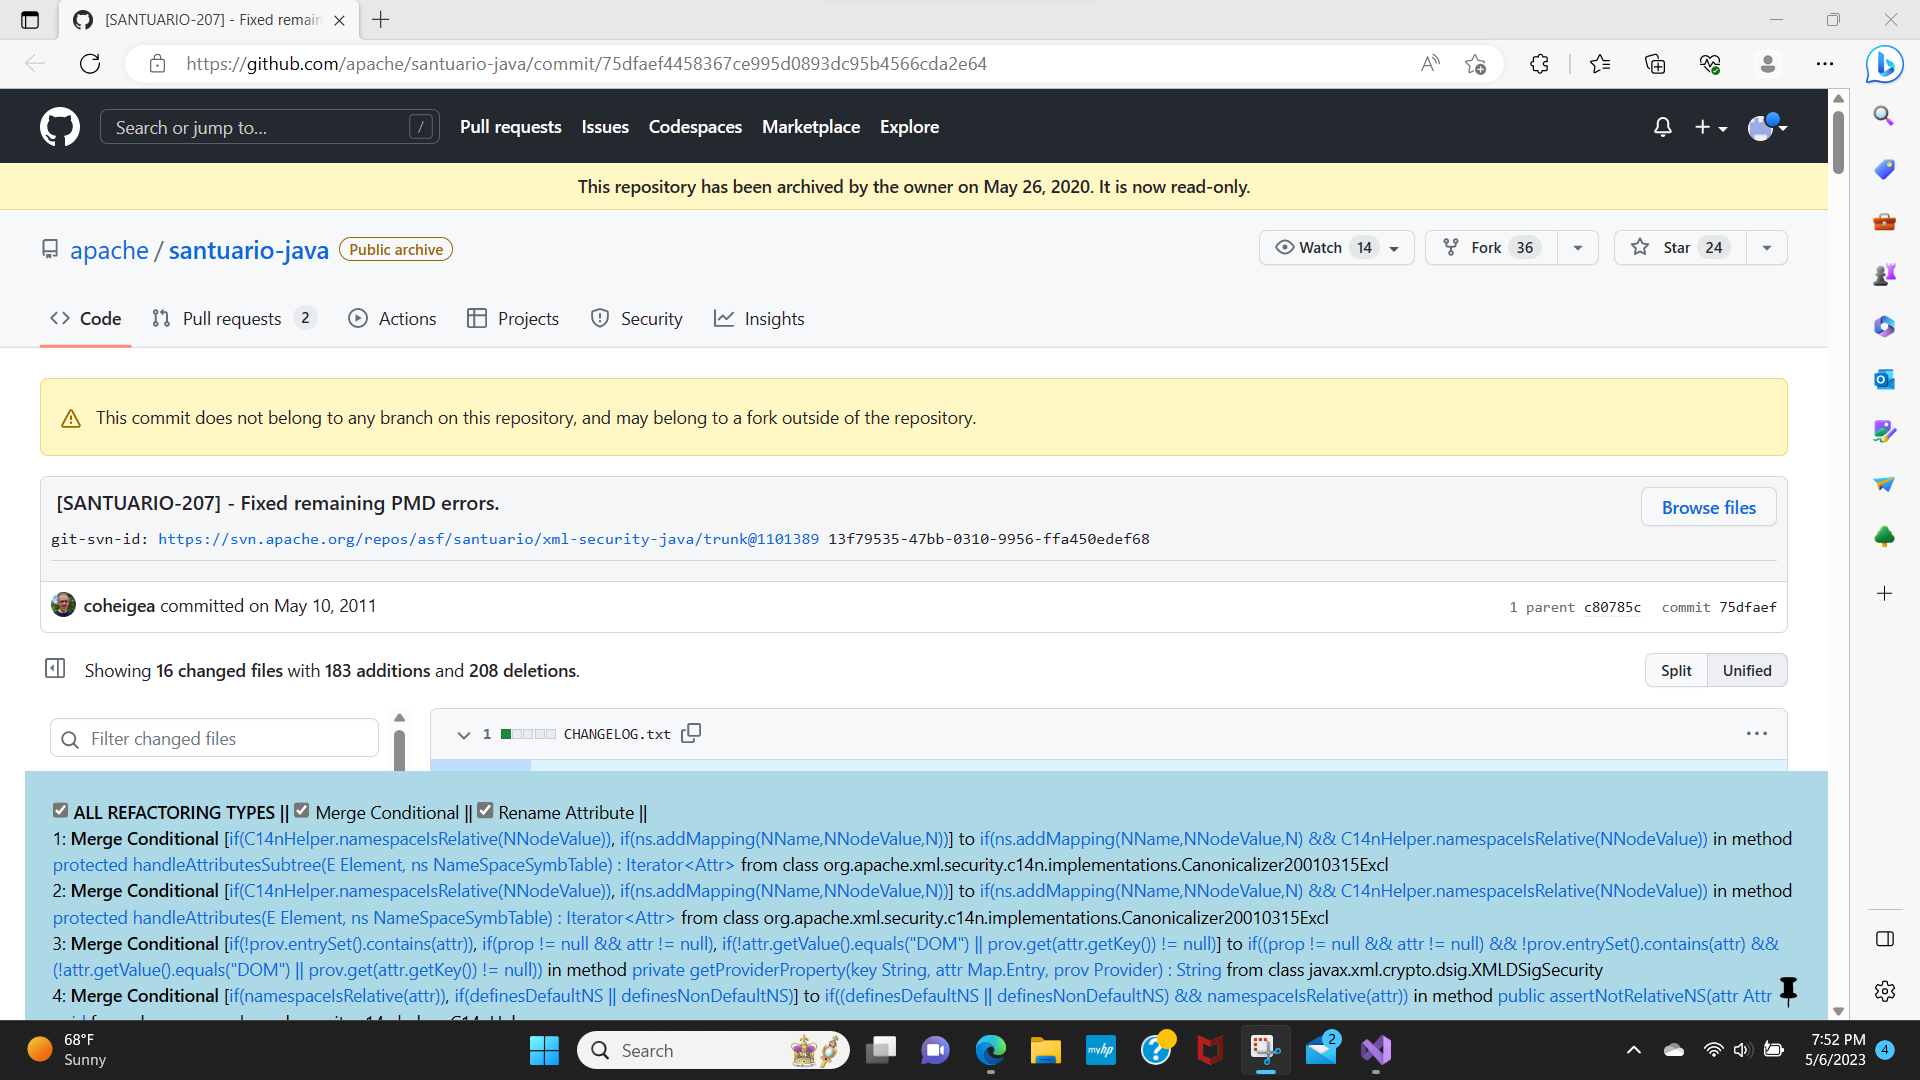 [SANTUARIO-207] - Fixed remain
https://github.com/apache/santuario-java/commit/75dfaef4458367ce995d0893dc95b4566cda2e64
Search or jump to... / Pull requests Issues Codespaces Marketplace Explore
This repository has been archived by the owner on May 26, 2020. It is now read-only.
apache / santuario-java Public archive Watch 14 Fork 36 Star 24
Code Pull requests 2 Actions Projects Security Insights
This commit does not belong to any branch on this repository, and may belong to a fork outside of the repository.
[SANTUARIO-207] - Fixed remaining PMD errors. Browse files
git-svn-id: https://svn.apache.org/repos/asf/santuario/xml-security-java/trunk@1101389 13f79535-47bb-0310-9956-ffa450edef68
coheigea committed on May 10, 2011 1 parent c80785c commit 75dfaef
Showing 16 changed files with 183 additions and 208 deletions. Split Unified
Filter changed files 1 CHANGELOG.txt
ALL REFACTORING TYPES || Merge Conditional || Rename Attribute ||
1: Merge Conditional [if(C14nHelper.namespaceIsRelative(NNodeValue)), if(ns.addMapping(NName,NNodeValue,N))] to if(ns.addMapping(NName,NNodeValue,N) && C14nHelper.namespaceIsRelative(NNodeValue)) in method
protected handleAttributesSubtree(E Element, ns NameSpaceSymbTable) : Iterator<Attr> from class org.apache.xml.security.c14n.implementations.Canonicalizer20010315Excl
2: Merge Conditional [if(C14nHelper.namespaceIsRelative(NNodeValue)), if(ns.addMapping(NName,NNodeValue,N))] to if(ns.addMapping(NName,NNodeValue,N) && C14nHelper.namespaceIsRelative(NNodeValue)) in method
protected handleAttributes(E Element, ns NameSpaceSymbTable) : Iterator<Attr> from class org.apache.xml.security.c14n.implementations.Canonicalizer20010315Excl
3: Merge Conditional [if(!prov.entrySet().contains(attr)), if(prop != null && attr != null), if(!attr.getValue().equals("DOM") || prov.get(attr.getKey()) != null)] to if((prop != null && attr != null) && !prov.entrySet().contains(attr) &&
(!attr.getValue().equals("DOM") || prov.get(attr.getKey()) != null)) in method private getProviderProperty(key String, attr Map.Entry, prov Provider) : String from class javax.xml.crypto.dsig.XMLDSigSecurity
4: Merge Conditional [if(namespaceIsRelative(attr)), if(definesDefaultNS || definesNonDefaultNS)] to if((definesDefaultNS || definesNonDefaultNS) && namespaceIsRelative(attr)) in method public assertNotRelativeNS(attr Attr
68°F
Sunny
Search
myhp
2
7:52 PM
5/6/2023
4